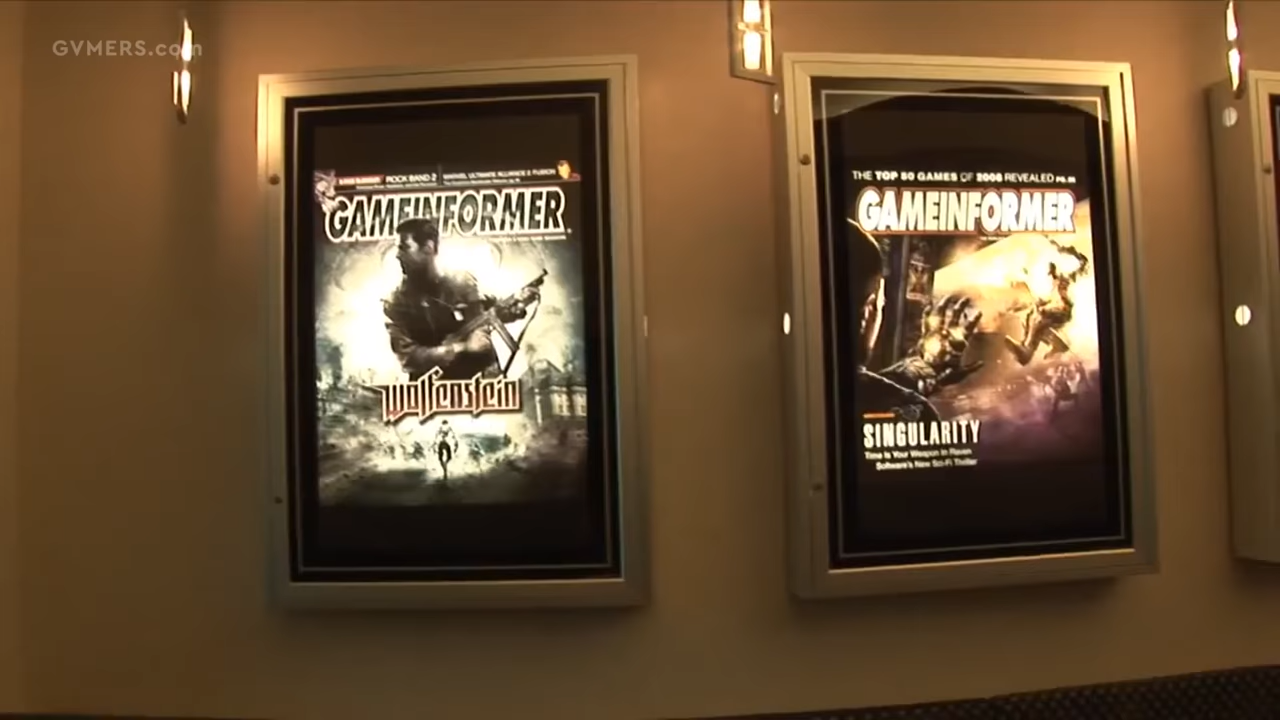 GVMERS.com
ROCK BAND 2
MARVEL ULTIMATE ALLIANCE 2: FUSION
GAMEINFORMER
Wolfenstein
THE TOP 50 GAMES OF 2008 REVEALED PG.
GAMEINFORMER
SINGULARITY
Time Is Your Weapon In Raven
Software's New Sci-Fi Thriller